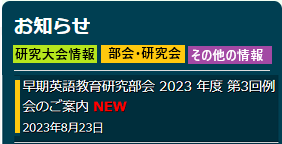 お知らせ
研究大会情報 部会・研究会 その他の情報
早期英語教育研究部会 2023 年度 第3回例
会のご案内 NEW
2023年8月23日